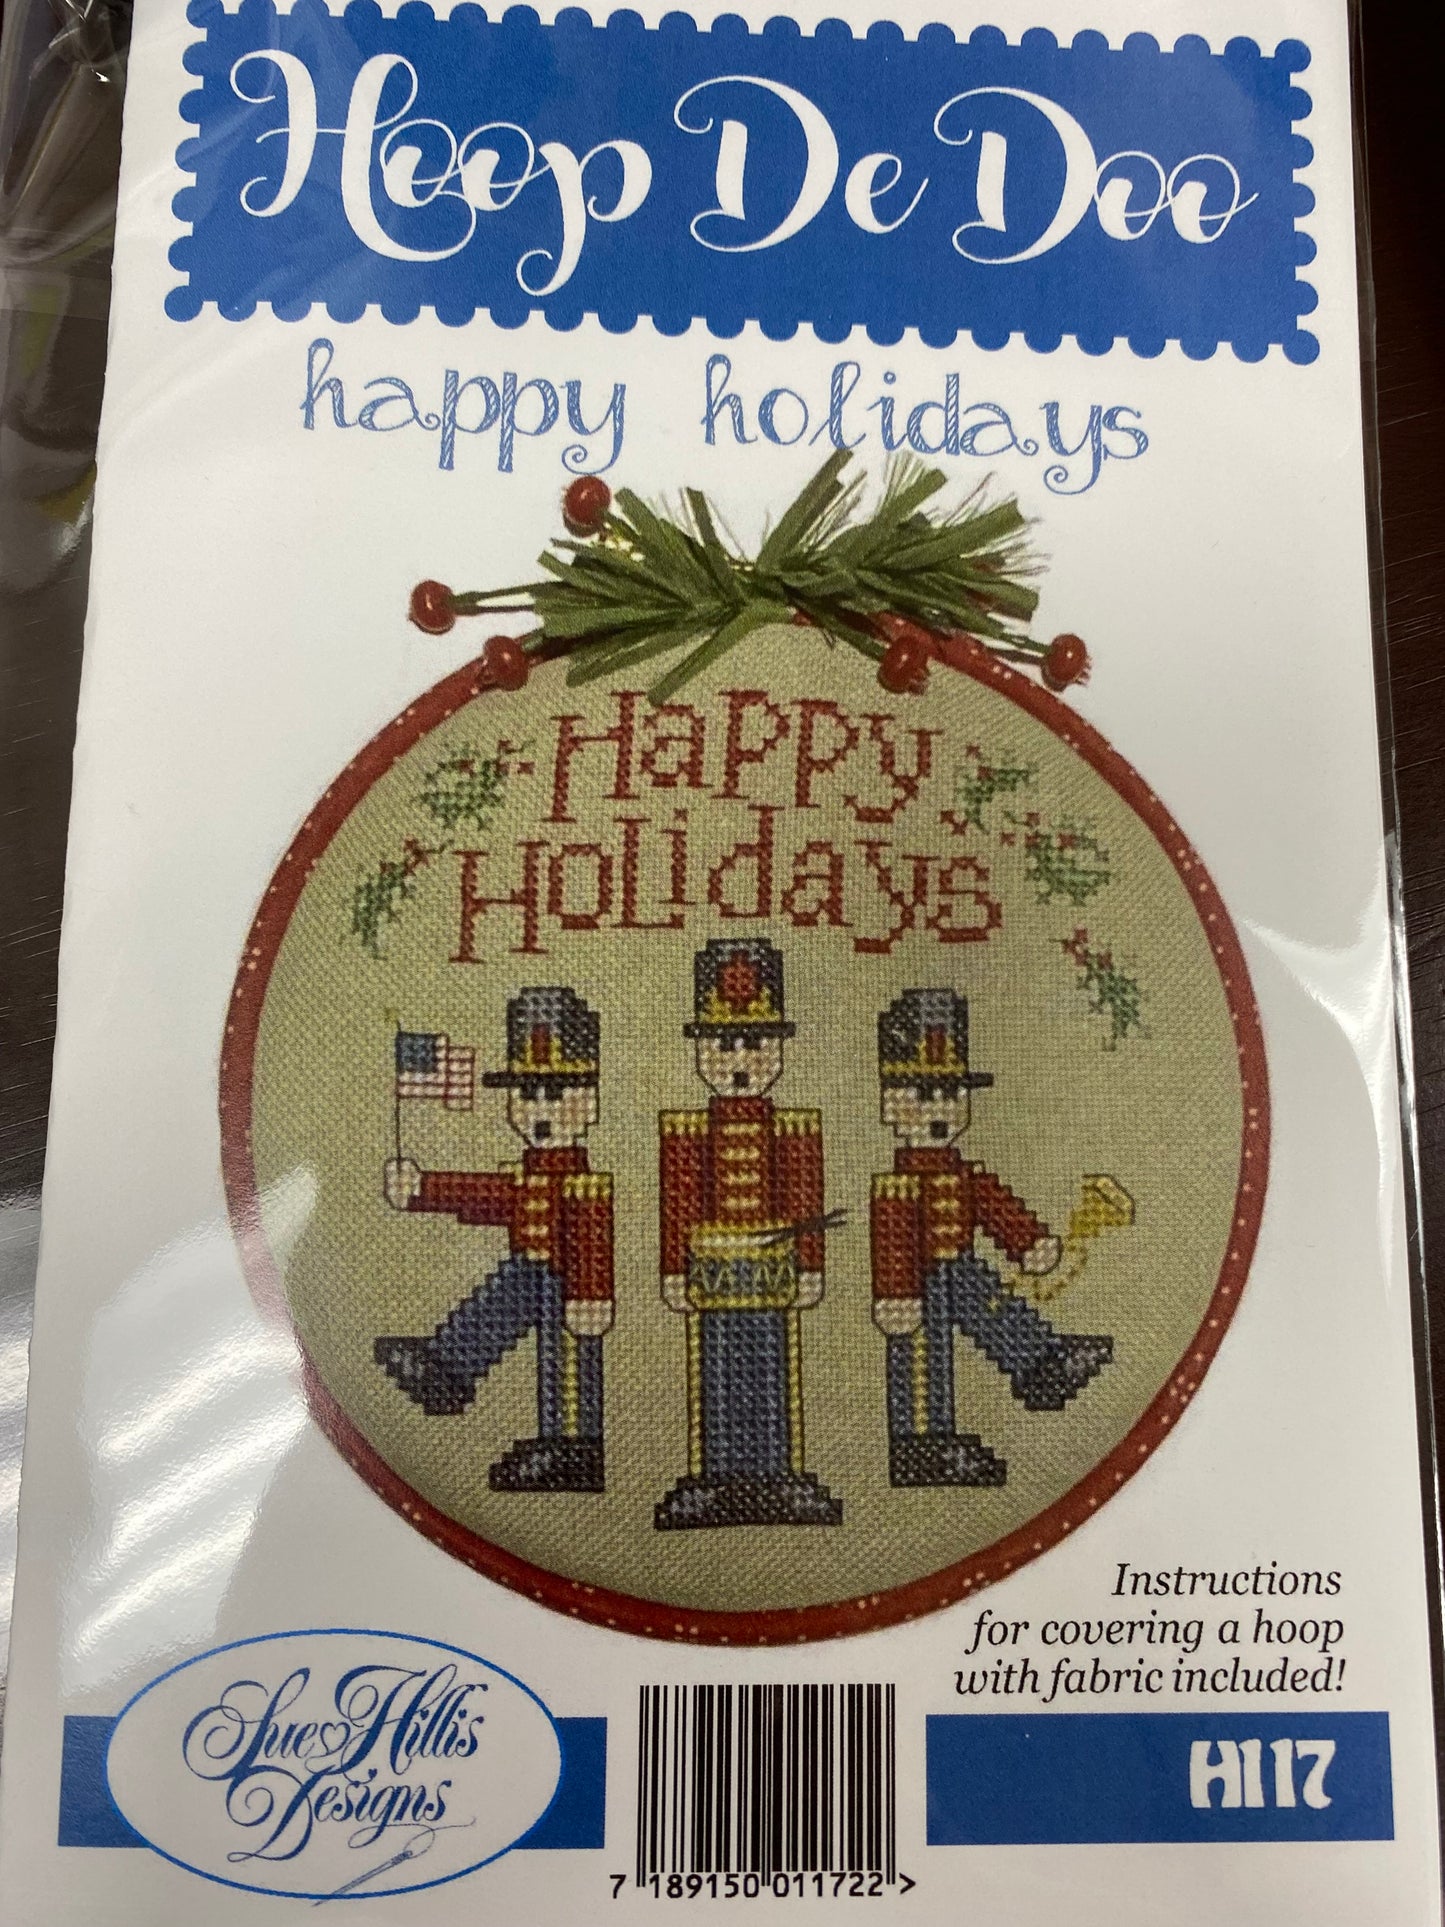 Hoop De Doo
happy holidays
Happy
Holidays
Instructions
for covering a hoop
with fabric included!
Sue Hillis
Designs
H117
7 189150 011722 >